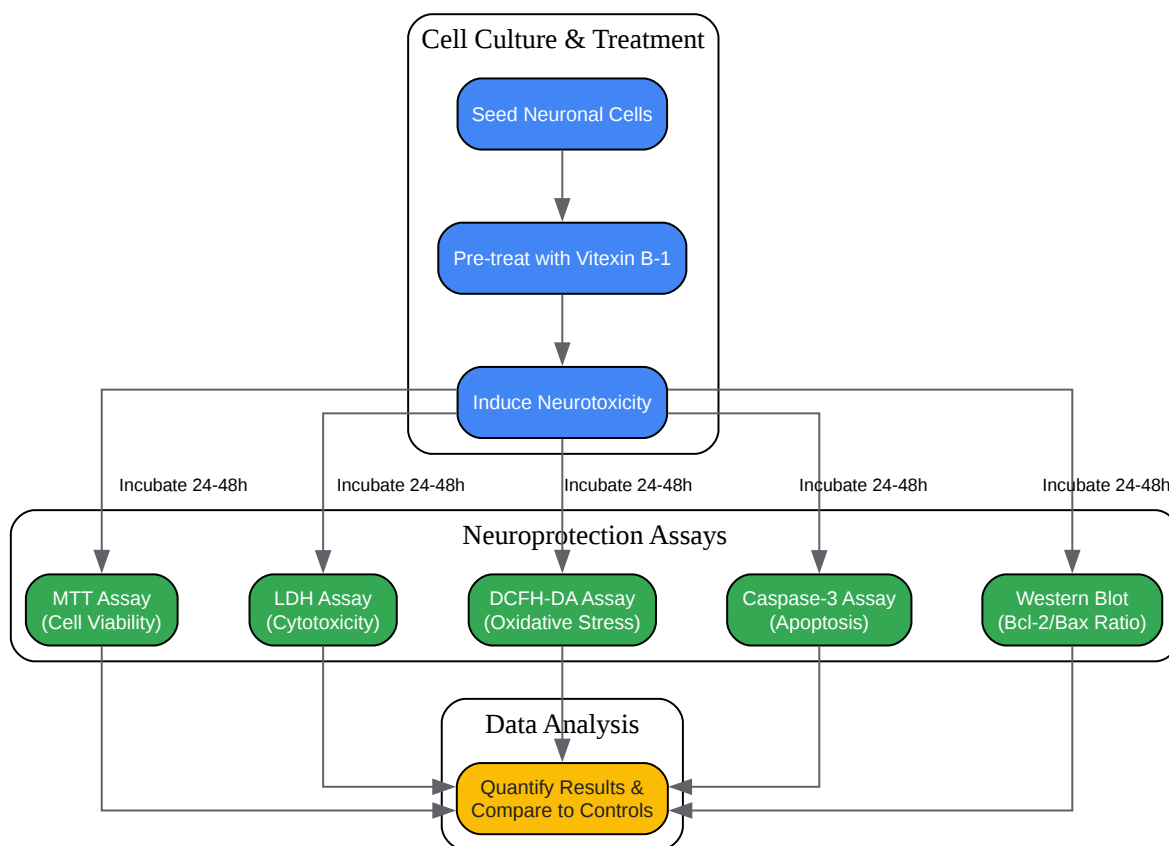 Cell Culture & Treatment
Seed Neuronal Cells
Pre-treat with Vitexin B-1
Induce Neurotoxicity
Incubate 24-48h
Incubate 24-48h
Incubate 24-48h
Incubate 24-48h
Incubate 24-48h
Neuroprotection Assays
MTT Assay
(Cell Viability)
LDH Assay
(Cytotoxicity)
DCFH-DA Assay
(Oxidative Stress)
Caspase-3 Assay
(Apoptosis)
Western Blot
(Bcl-2/Bax Ratio)
Data Analysis
Quantify Results &
Compare to Controls